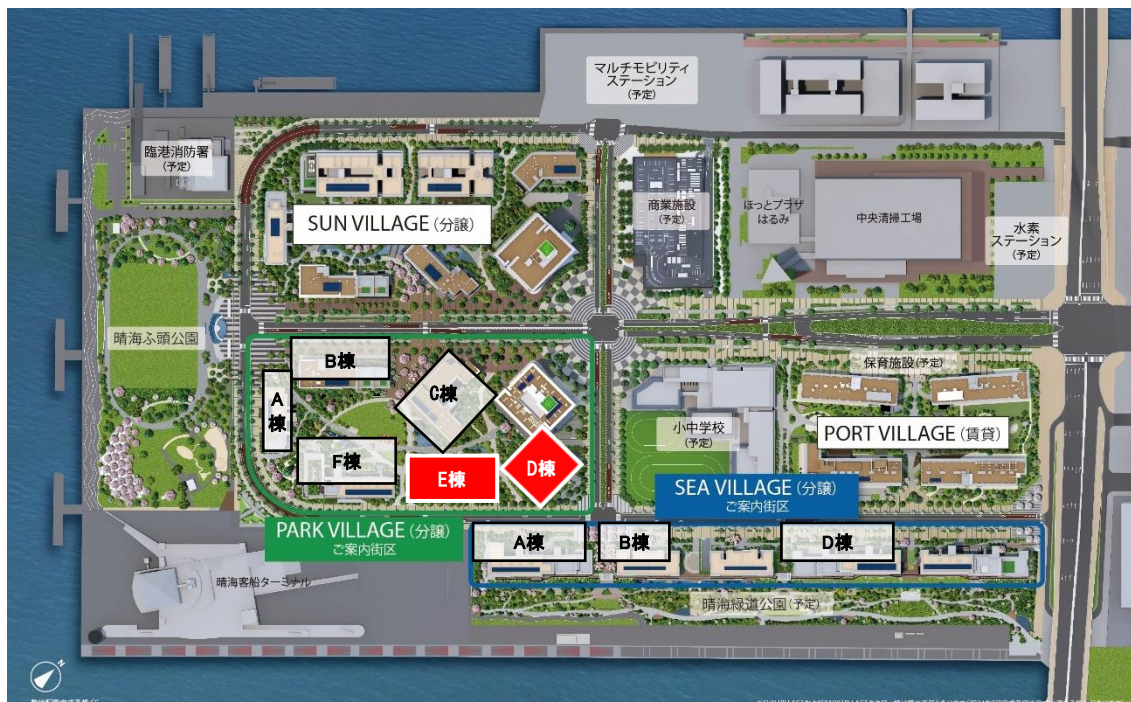 マルチモビリティ
ステーション
(予定)
臨港消防署
(予定)
SUN VILLAGE (分譲)
商業施設
(予定)
ほっとプラザ
はるみ
中央清掃工場
水素
ステーション
(予定)
晴海ふ頭公園
B棟
A
棟
C棟
F棟
E棟
D棟
保育施設(予定)
小中学校
(予定)
PORT VILLAGE (賃貸)
SEA VILLAGE (分譲)
ご案内街区
PARK VILLAGE (分譲)
ご案内街区
A棟
B棟
D棟
晴海客船ターミナル
晴海緑道公園(予定)
N